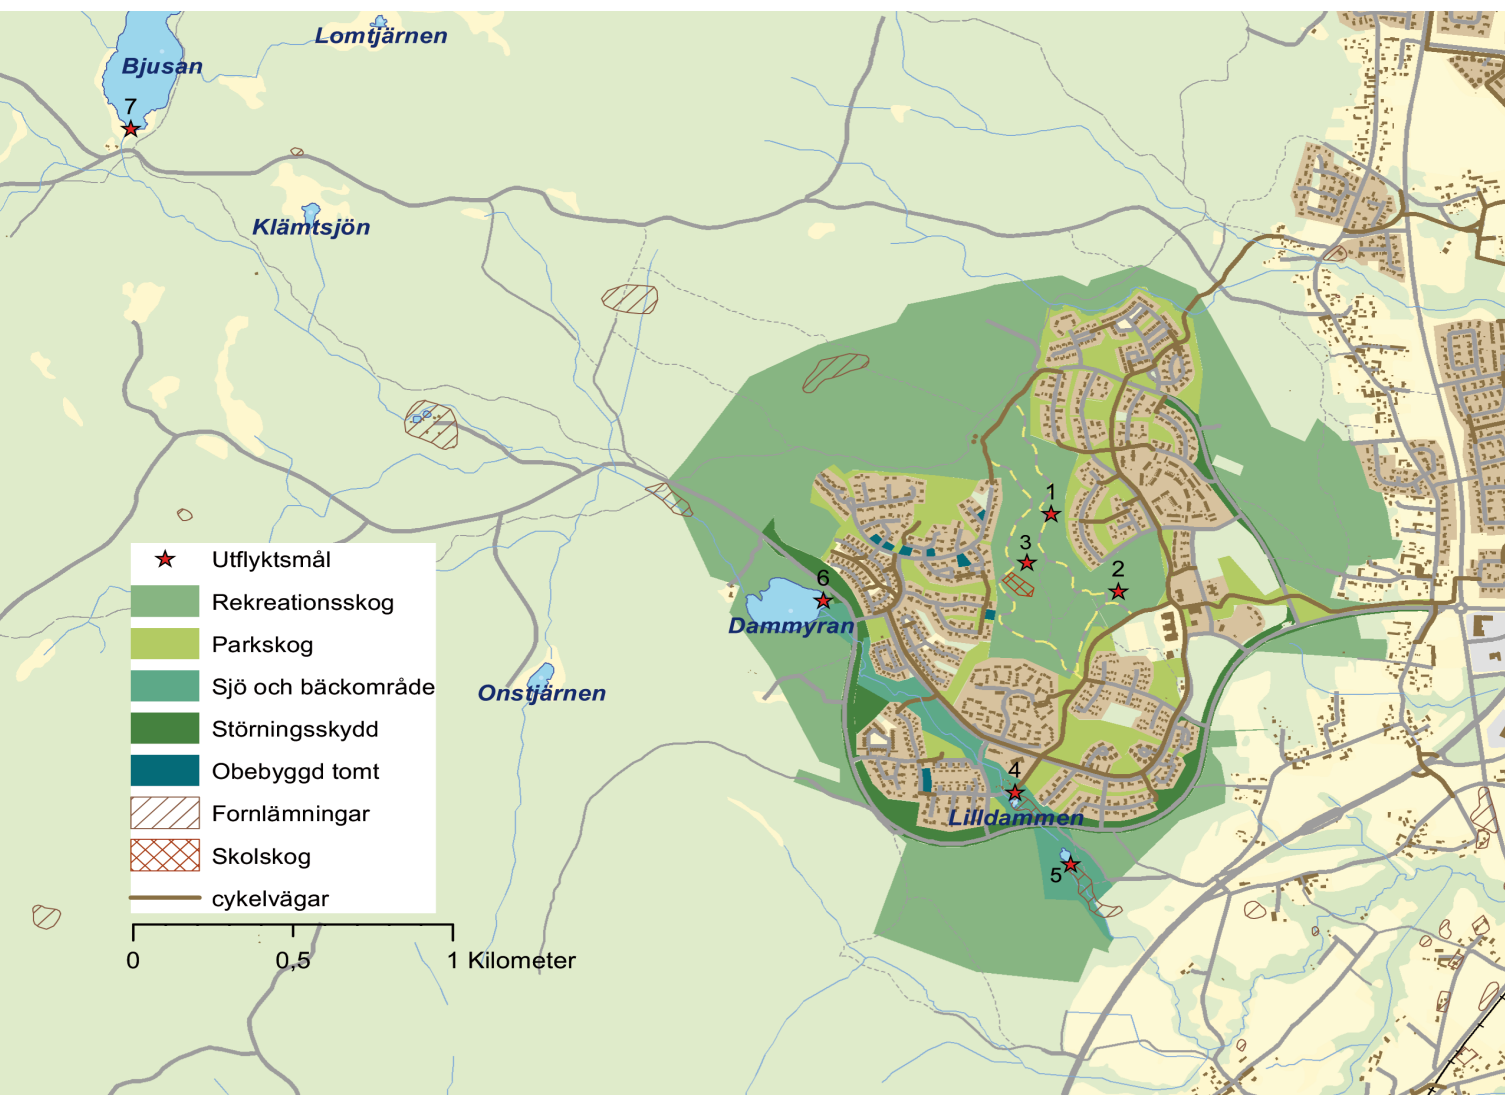 Lomtjärnen
Bjusan
7
Klämtsjön
1
3
2
6
Dammyran
Onstjärnen
4
Lilldammen
5
Utflyktsmål
Rekreationsskog
Parkskog
Sjö och bäckområde
Störningsskydd
Obebyggd tomt
Fornlämningar
Skolskog
cykelvägar
0 0,5 1 Kilometer